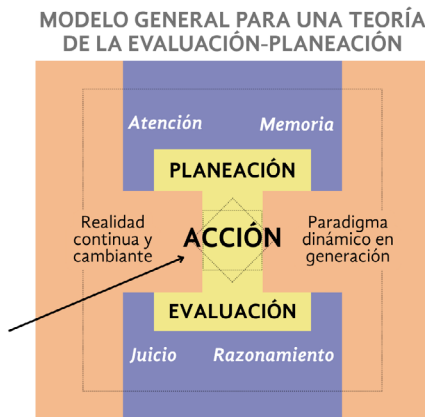 MODELO GENERAL PARA UNA TEORÍA
DE LA EVALUACIÓN-PLANEACIÓN
Atención
Memoria
PLANEACIÓN
Realidad
continua y
cambiante
ACCIÓN
Paradigma
dinámico en
generación
EVALUACIÓN
Juicio
Razonamiento